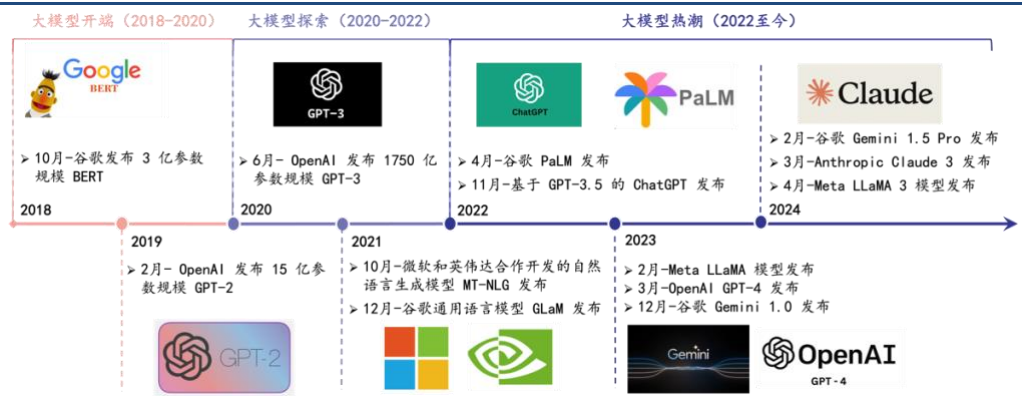 大模型开端（2018-2020）
大模型探索（2020-2022）
大模型热潮（2022至今）
Google
BERT
GPT-3
ChatGPT
PaLM
Claude
➢ 10月-谷歌发布 3 亿参数
规模 BERT
➢ 6月- OpenAI 发布 1750 亿
参数规模 GPT-3
➢ 4月-谷歌 PaLM 发布
➢ 11月-基于 GPT-3.5 的 ChatGPT 发布
➢ 2月-谷歌 Gemini 1.5 Pro 发布
➢ 3月-Anthropic Claude 3 发布
➢ 4月-Meta LLaMA 3 模型发布
2018
2020
2022
2024
2019
2021
2023
➢ 2月- OpenAI 发布 15 亿参
数规模 GPT-2
➢ 10月-微软和英伟达合作开发的自然
语言生成模型 MT-NLG 发布
➢ 12月-谷歌通用语言模型 GLaM 发布
➢ 2月-Meta LLaMA 模型发布
➢ 3月-OpenAI GPT-4 发布
➢ 12月-谷歌 Gemini 1.0 发布
GPT-2
Gemini
OpenAI
GPT-4